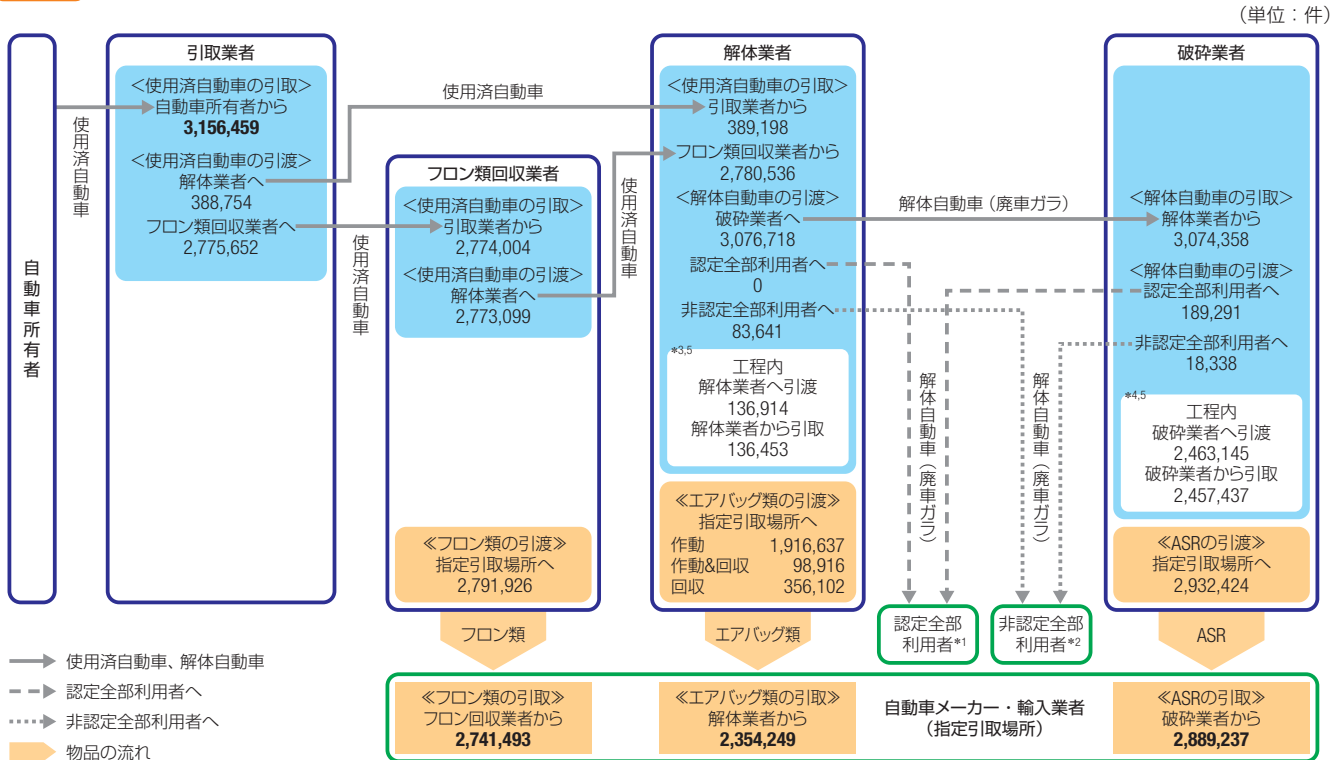 （単位：件）
自動車所有者
使用済自動車
引取業者
＜使用済自動車の引取＞
自動車所有者から
3,156,459
＜使用済自動車の引渡＞
解体業者へ
388,754
フロン類回収業者へ
2,775,652
使用済自動車
使用済自動車
フロン類回収業者
＜使用済自動車の引取＞
引取業者から
2,774,004
＜使用済自動車の引渡＞
解体業者へ
2,773,099
≪フロン類の引渡≫
指定引取場所へ
2,791,926
使用済自動車
解体業者
＜使用済自動車の引取＞
引取業者から
389,198
フロン類回収業者から
2,780,536
＜解体自動車の引渡＞
破砕業者へ
3,076,718
認定全部利用者へ
0
非認定全部利用者へ
83,641
*3,5
工程内
解体業者へ引渡
136,914
解体業者から引取
136,453
≪エアバッグ類の引渡≫
指定引取場所へ
作動 1,916,637
作動&回収 98,916
回収 356,102
解体自動車（廃車ガラ）
解体自動車（廃車ガラ）
解体自動車（廃車ガラ）
破砕業者
＜解体自動車の引取＞
解体業者から
3,074,358
＜解体自動車の引渡＞
認定全部利用者へ
189,291
非認定全部利用者へ
18,338
*4,5
工程内
破砕業者へ引渡
2,463,145
破砕業者から引取
2,457,437
≪ASRの引渡≫
指定引取場所へ
2,932,424
認定全部
利用者*1
非認定全部
利用者*2
フロン類
エアバッグ類
ASR
使用済自動車、解体自動車
認定全部利用者へ
非認定全部利用者へ
物品の流れ
≪フロン類の引取≫
フロン回収業者から
2,741,493
≪エアバッグ類の引取≫
解体業者から
2,354,249
自動車メーカー・輸入業者
（指定引取場所）
≪ASRの引取≫
破砕業者から
2,889,237